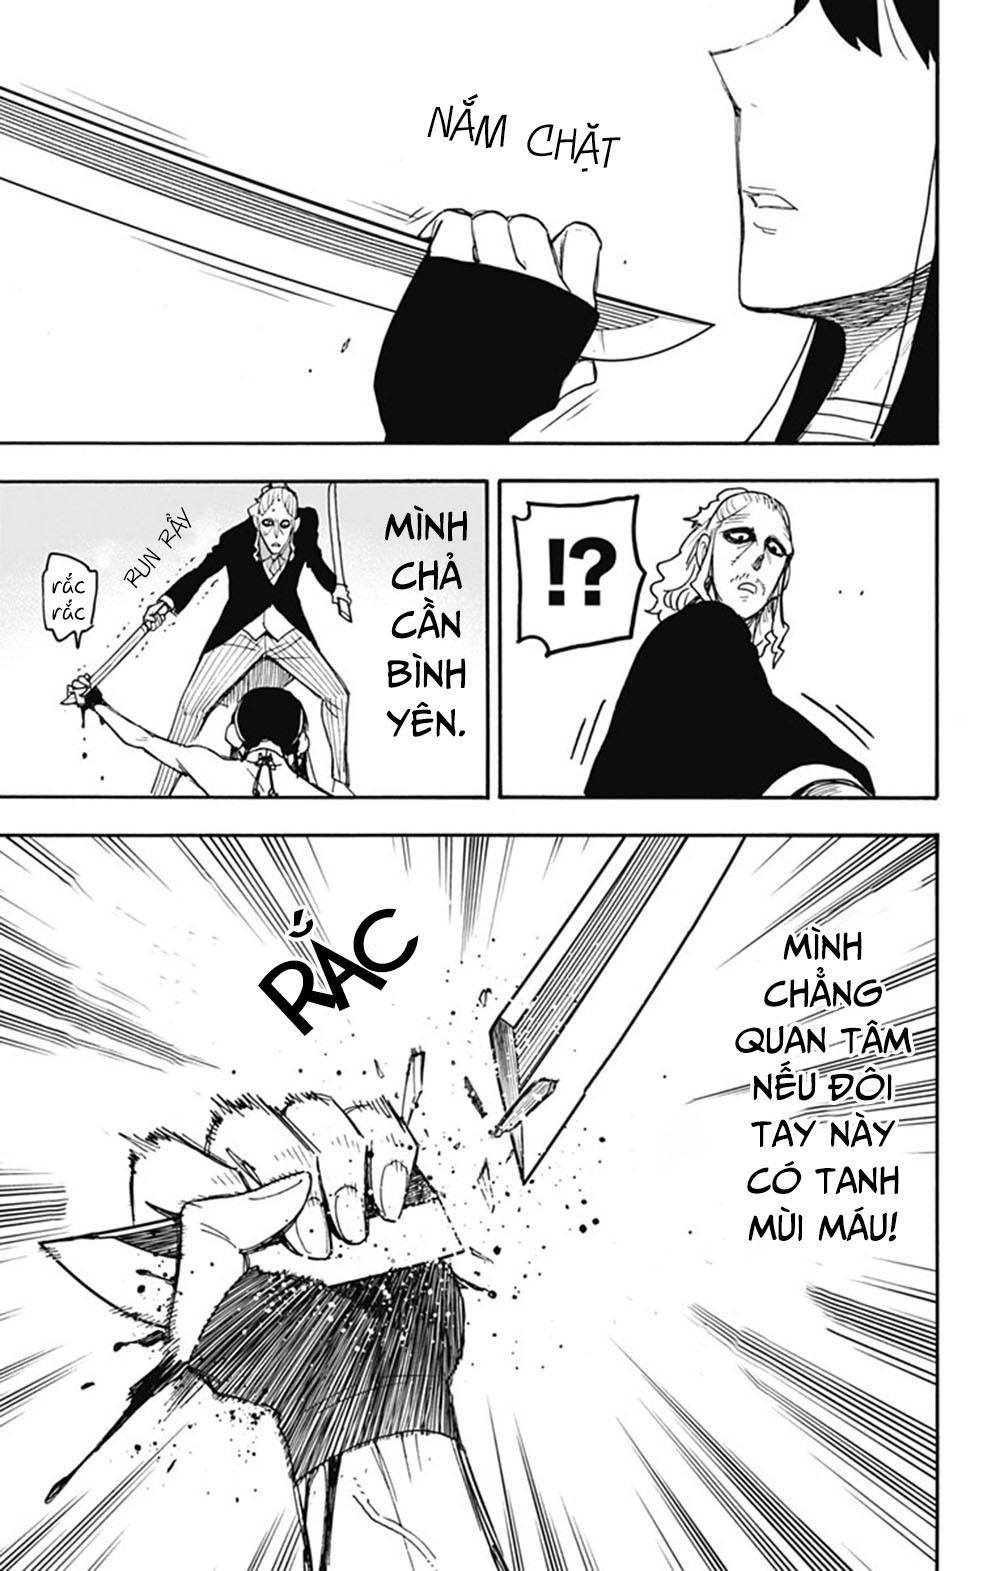 NẮM CHẶT
!?
MÌNH
CHẢ
CẦN
BÌNH
YÊN.
RUN RẨY
rắc
rắc
MÌNH
CHẲNG
QUAN TÂM
NẾU ĐÔI
TAY NÀY
CÓ TANH
MÙI MÁU!
RẮC